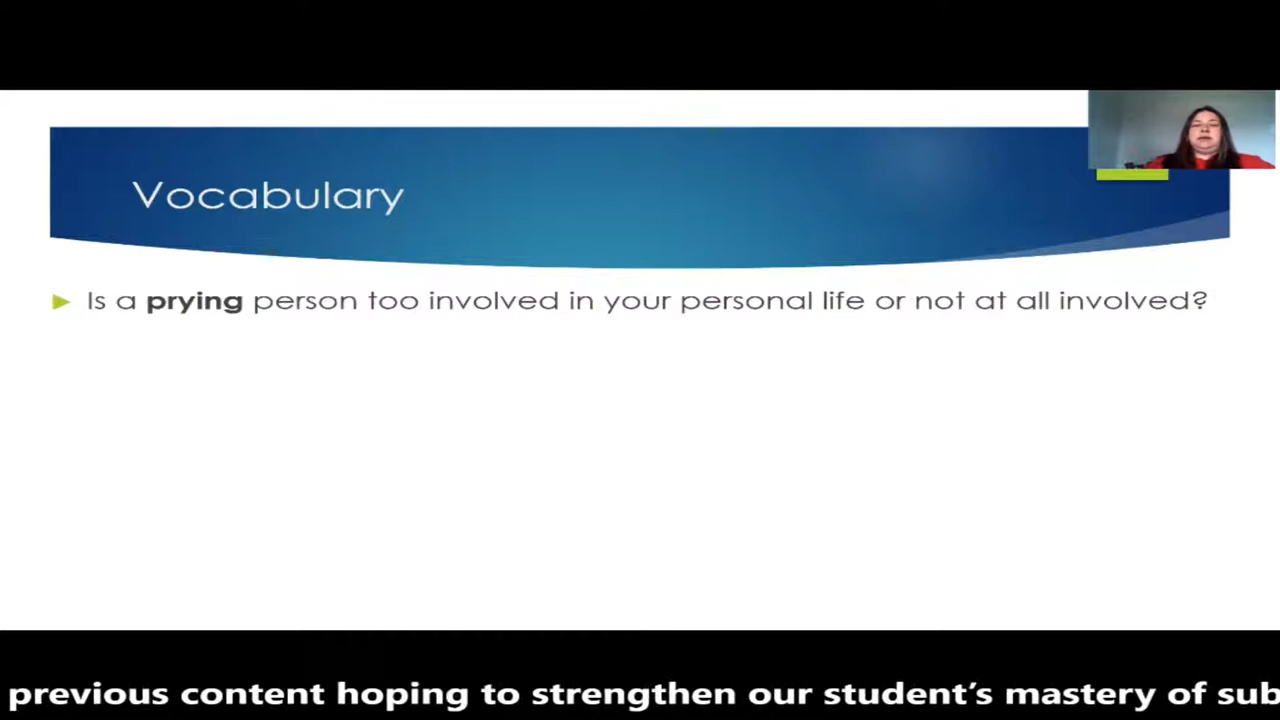 Vocabulary
Is a prying person too involved in your personal life or not at all involved?
previous content hoping to strengthen our student’s mastery of sub